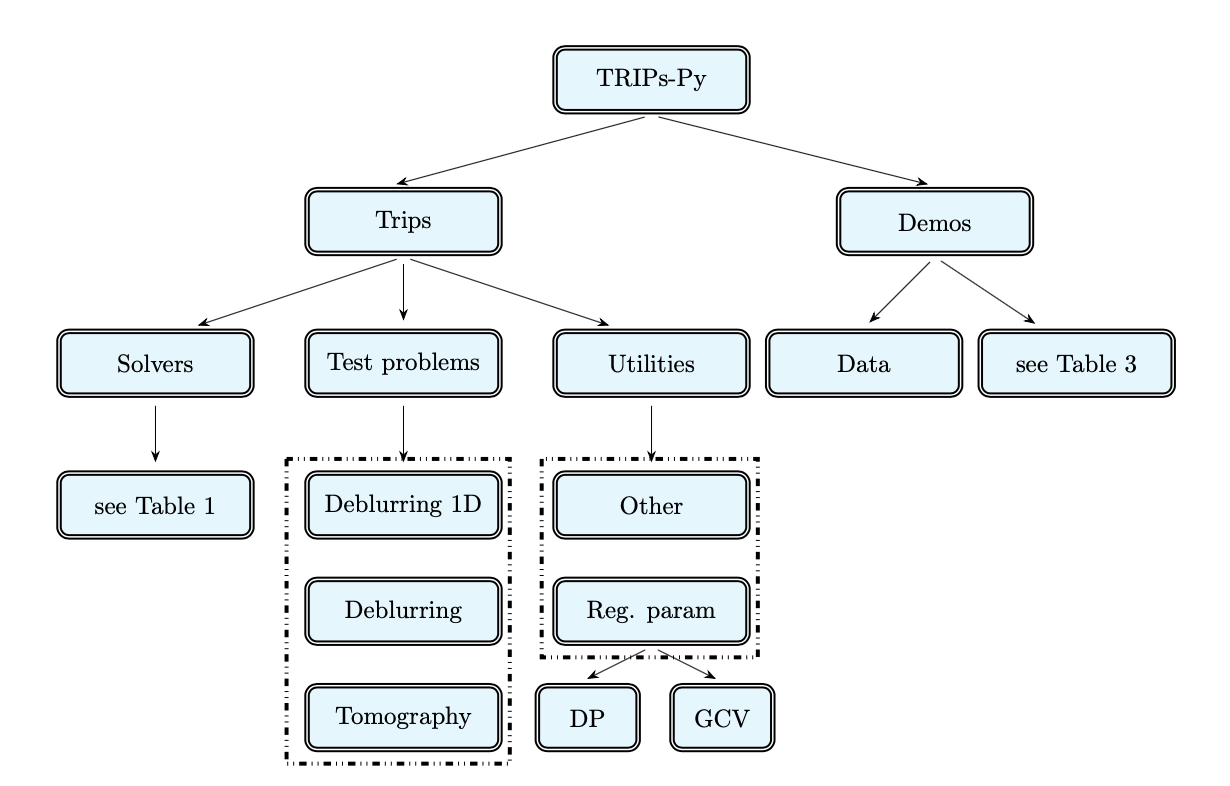 TRIPs-Py
Trips
Demos
Solvers
Test problems
Utilities
Data
see Table 3
see Table 1
Deblurring 1D
Other
Deblurring
Reg. param
Tomography
DP
GCV